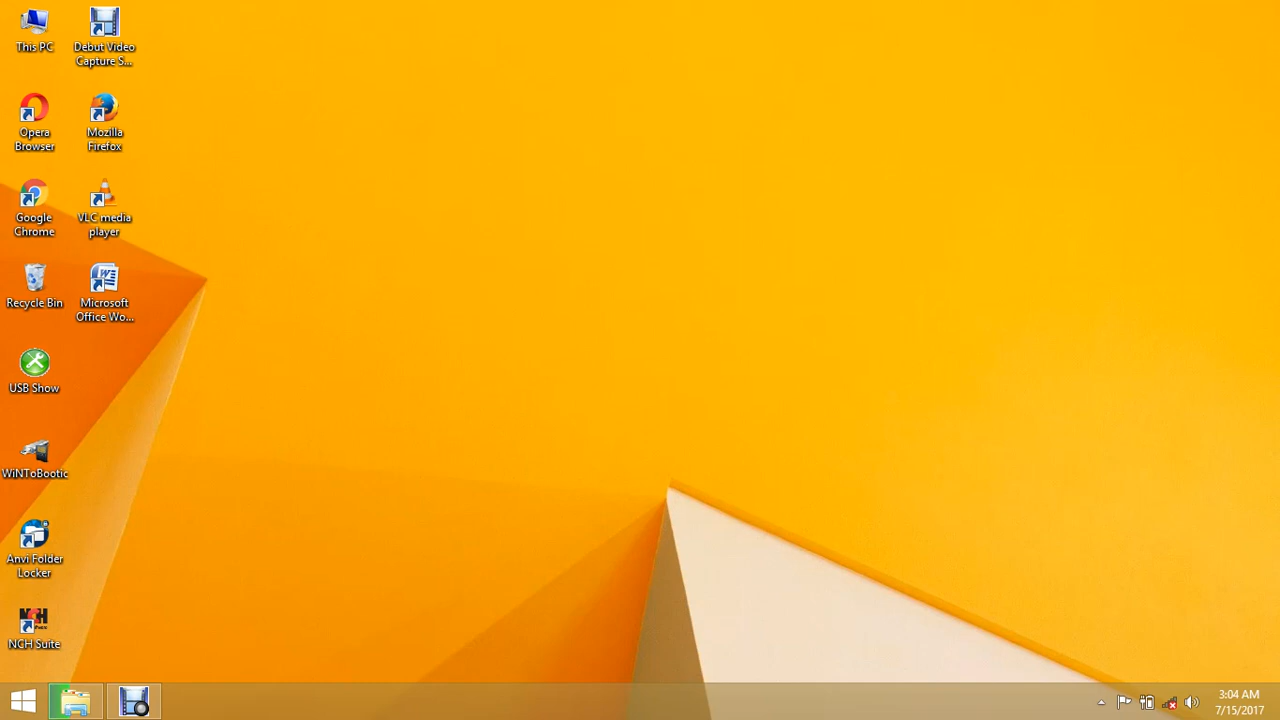 This PC
Debut Video
Capture S...
Opera
Browser
Mozilla
Firefox
Google
Chrome
VLC media
player
Recycle Bin
Microsoft
Office Wo...
USB Show
WiNToBootic
Anvi Folder
Locker
NCH Suite
3:04 AM
7/15/2017